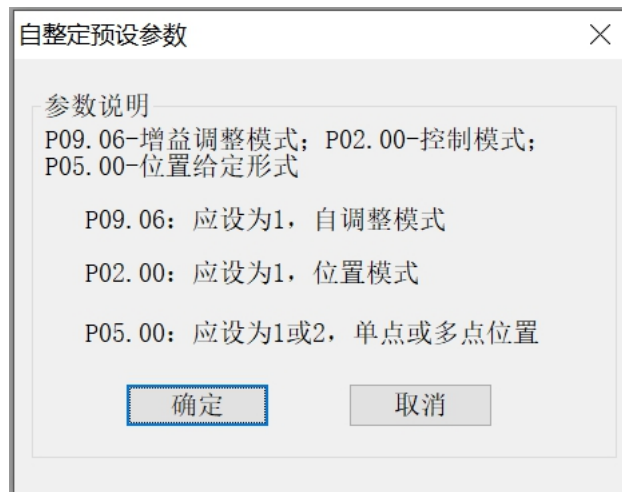 自整定预设参数
参数说明
P09.06-增益调整模式；P02.00-控制模式；
P05.00-位置给定形式
P09.06：应设为1，自调整模式
P02.00：应设为1，位置模式
P05.00：应设为1或2，单点或多点位置
确定
取消